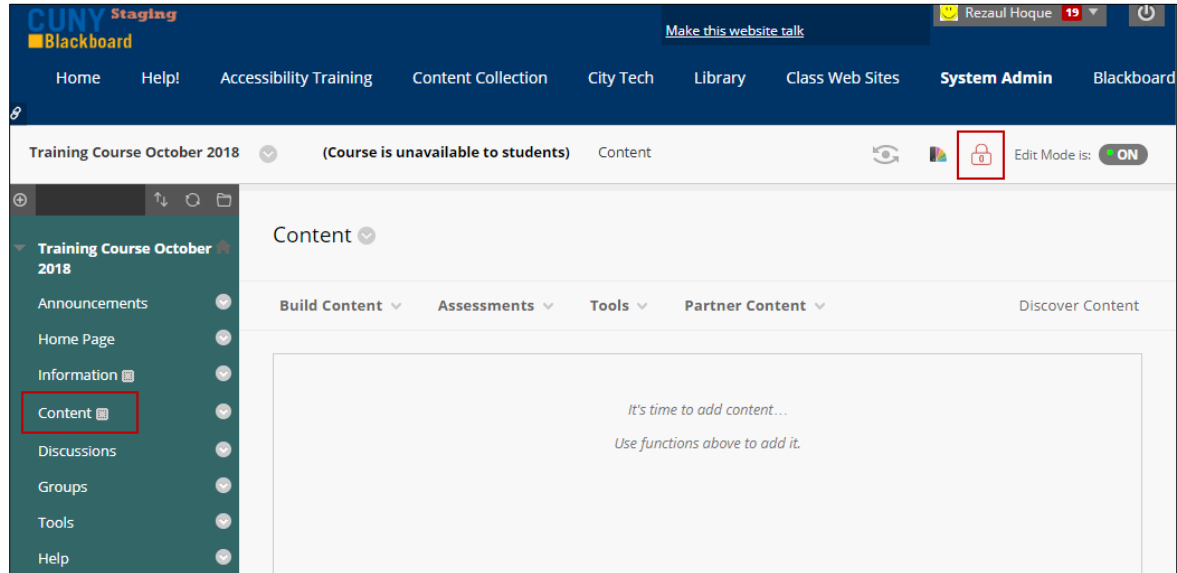 CUNY Staging
Blackboard
Make this website talk
Rezaul Hoque 19
Home Help! Accessibility Training Content Collection City Tech Library Class Web Sites System Admin Blackboard
Training Course October 2018 (Course is unavailable to students) Content Edit Mode is: ON
Training Course October
2018
Announcements
Home Page
Information
Content
Discussions
Groups
Tools
Help
Content
Build Content Assessments Tools Partner Content Discover Content
It's time to add content...
Use functions above to add it.